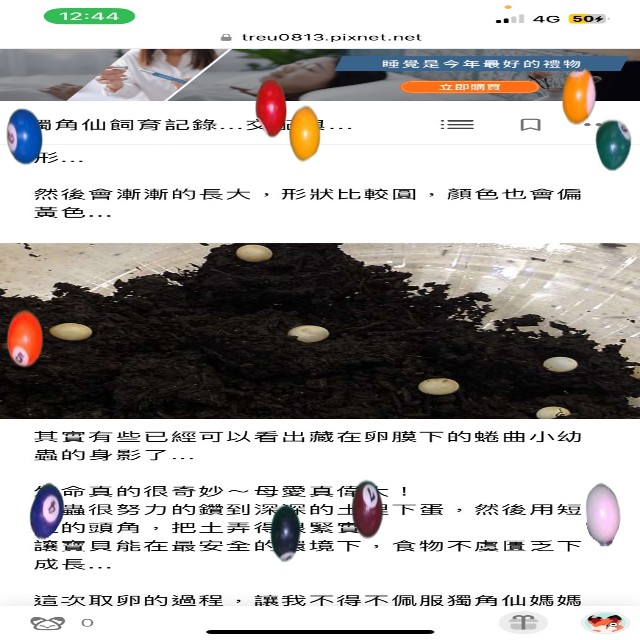 12:44
4G 50
treu0813.pixnet.net
睡覺是今年最好的禮物
立即購買
獨角仙飼育記錄...交
形...
然後會漸漸的長大，形狀比較圓，顏色也會偏
黃色...
其實有些已經可以看出藏在卵膜下的蜷曲小幼
蟲的身影了...
命真的很奇妙～母愛真偉大！
蟲很努力的鑽到深深的土裡下蛋，然後用短
的頭角，把土弄得很緊實
讓寶貝能在最安全的環境下，食物不虞匱乏下
成長...
這次取卵的過程，讓我不得不佩服獨角仙媽媽
0